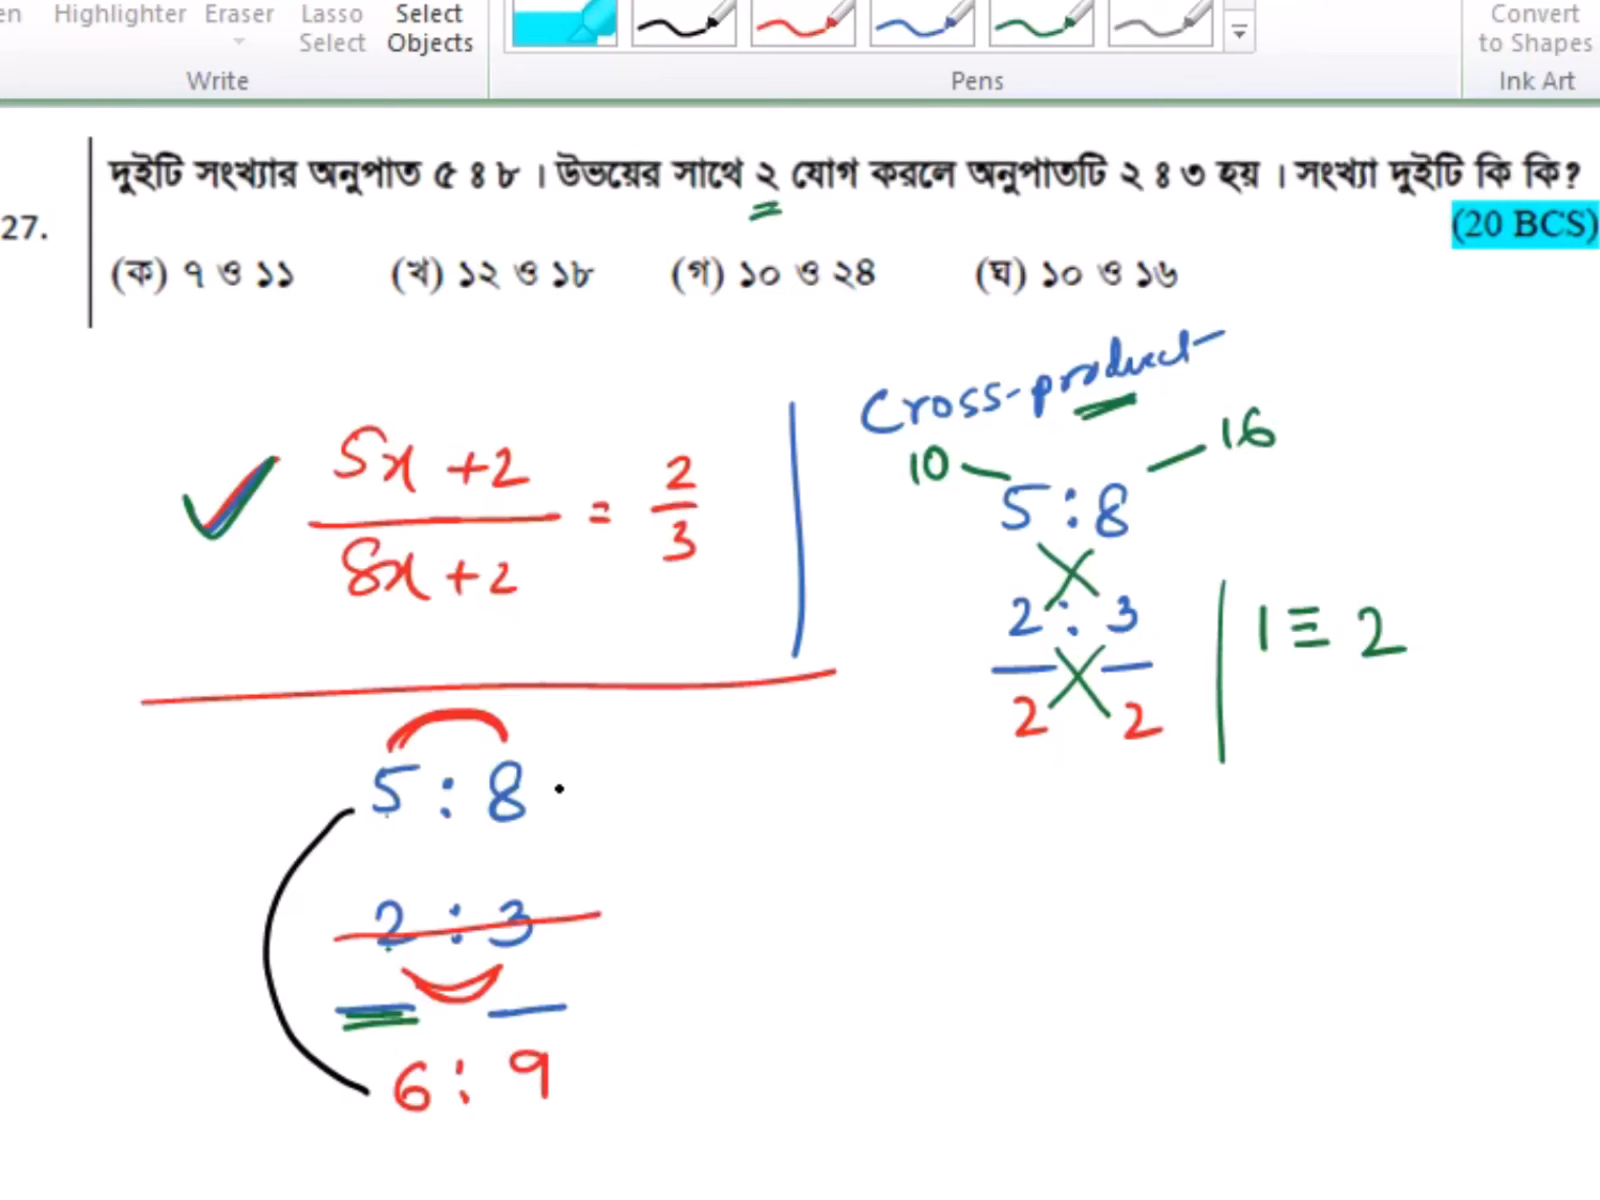 Highlighter Eraser Lasso Select Select Objects
Convert to Shapes
Write Pens Ink Art
27.
দুইটি সংখ্যার অনুপাত ৫ ঃ ৮ । উভয়ের সাথে ২ যোগ করলে অনুপাতটি ২ ঃ ৩ হয় । সংখ্যা দুইটি কি কি?
(20 BCS)
(ক) ৭ ও ১১ (খ) ১২ ও ১৮ (গ) ১০ ও ২৪ (ঘ) ১০ ও ১৬
5x +2
8x +2
=
2
3
Cross-product
10 16
5 : 8
2 : 3
2 2
1 ≡ 2
5 : 8
2 : 3
6 : 9